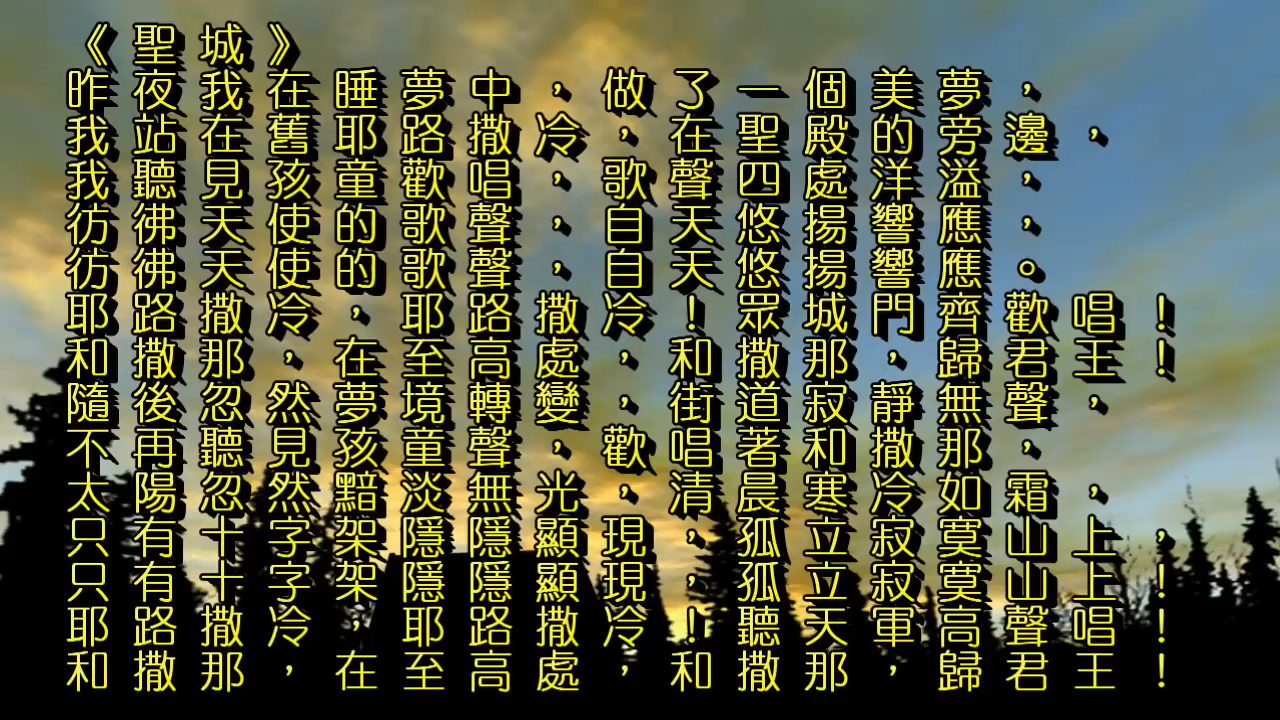 《聖城》
昨夜我在睡夢中，做了一個美夢，
我站在舊耶路撒冷，在聖殿的旁邊，
我聽見孩童歡唱，歌聲四處洋溢，
彷彿天使的歌聲，自天悠揚響應，
彷彿天使的歌聲，自天悠揚響應。
耶路撒冷，耶路撒冷！眾城門齊歡唱！
和撒那，在至高處，和撒那，歸君王！
隨後忽然夢境轉變，街道寂靜無聲，
不再聽見孩童聲，歡唱著和撒那，
太陽忽然黯淡無光，清晨寒冷如霜，
只有十字架隱隱顯現，孤立寂寞山上，
只有十字架隱隱顯現，孤立寂寞山上！
耶路撒冷，耶路撒冷！聽天軍高聲唱！
和撒那，在至高處，和撒那，歸君王！